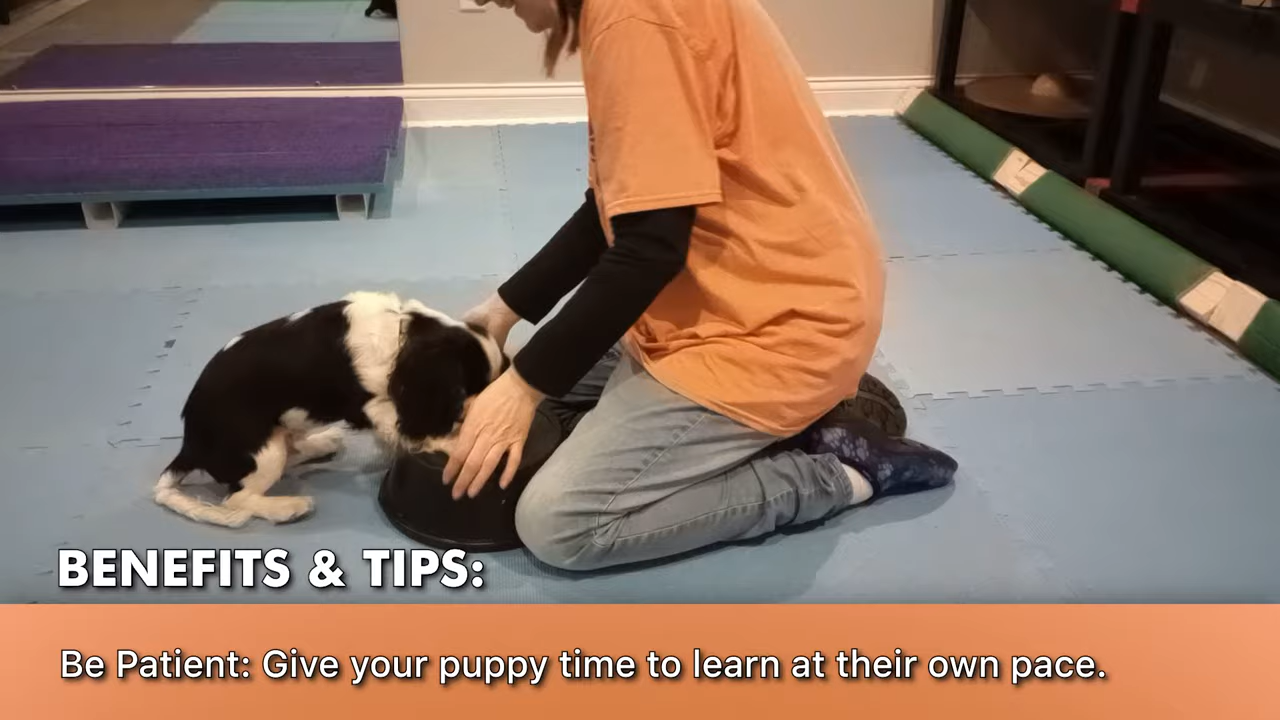 BENEFITS & TIPS:
Be Patient: Give your puppy time to learn at their own pace.